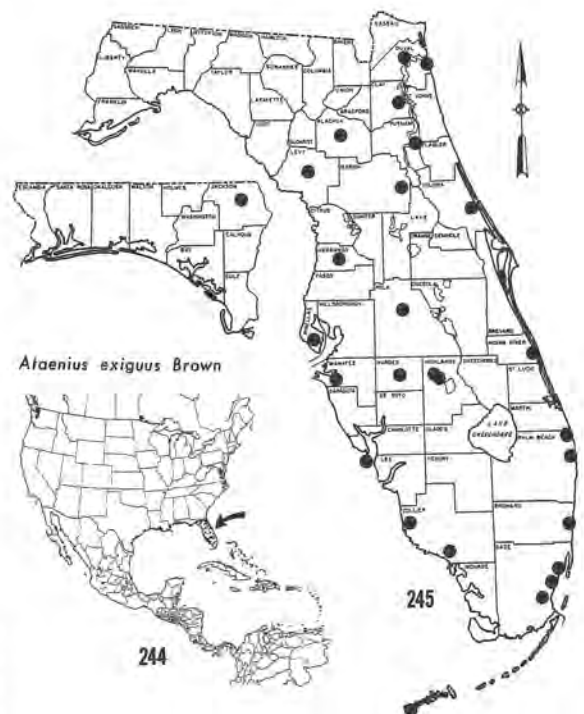 NASSAU
DUVAL
BAKER
HAMILTON
MADISON
JEFFERSON
LEON
GADSDEN
LIBERTY
WAKULLA
TAYLOR
SUWANNEE
COLUMBIA
FRANKLIN
LAFAYETTE
UNION
BRADFORD
CLAY
ST. JOHNS
PUTNAM
ALACHUA
FLAGLER
LEVY
MARION
VOLUSIA
ESCAMBIA
SANTA ROSA
OKALOOSA
WALTON
HOLMES
JACKSON
WASHINGTON
BAY
CALHOUN
GULF
CITRUS
SUMTER
LAKE
ORANGE
SEMINOLE
HERNANDO
PASCO
HILLSBOROUGH
POLK
OSCEOLA
BREVARD
INDIAN RIVER
Ataenius exiguus Brown
MANATEE
HARDEE
HIGHLANDS
OKEECHOBEE
ST. LUCIE
SARASOTA
DE SOTO
MARTIN
CHARLOTTE
GLADES
LAKE
OKEECHOBEE
PALM BEACH
LEE
HENDRY
COLLIER
BROWARD
DADE
MONROE
244
245